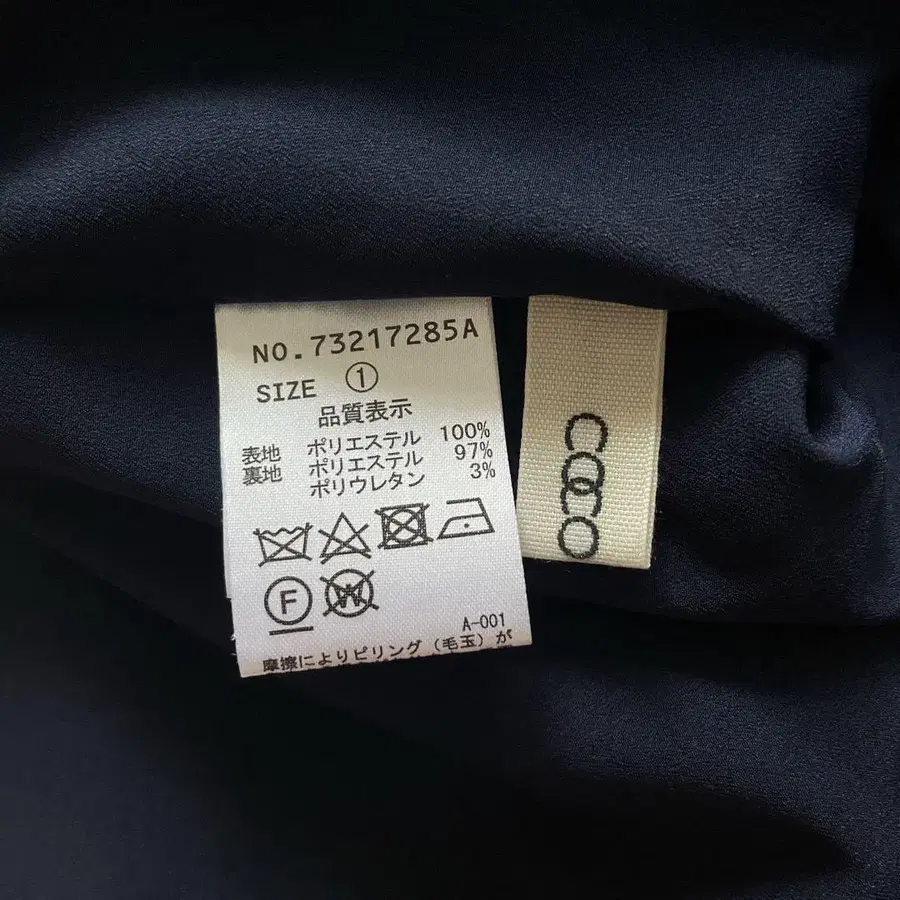 NO.73217285A
SIZE ①
品質表示
表地 ポリエステル 100%
裏地 ポリエステル 97%
ポリウレタン 3%
F
W
A-001
摩擦によりピリング(毛玉)が
COCO